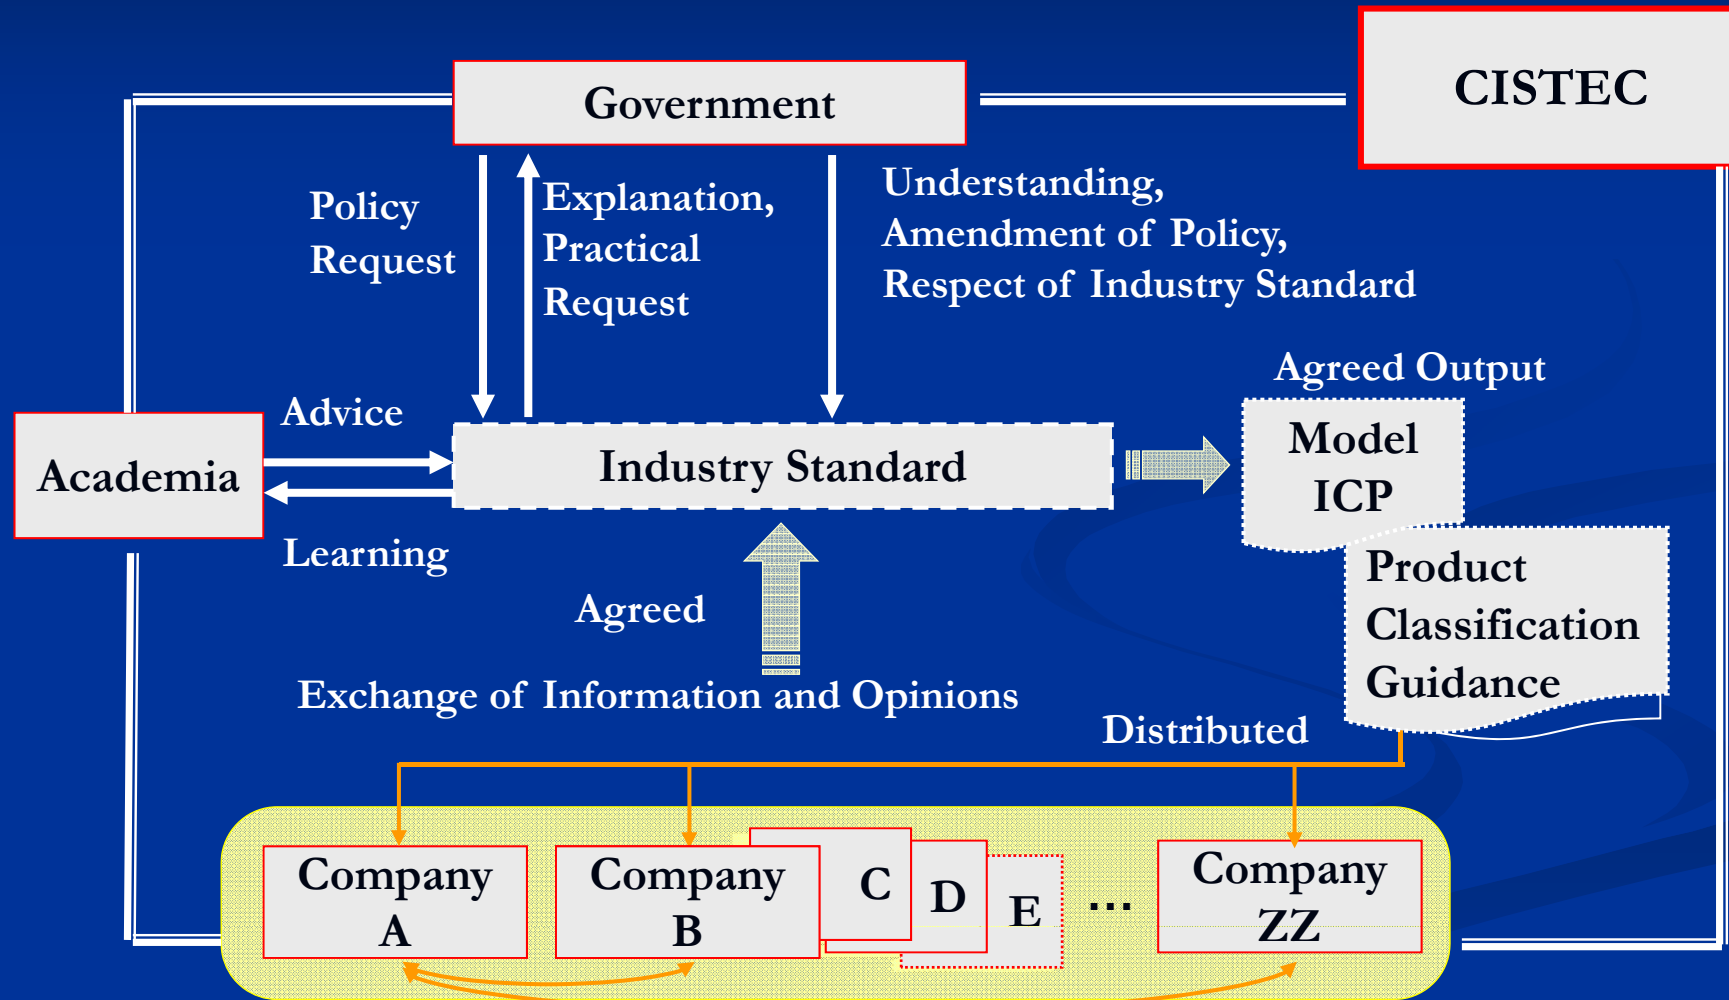 CISTEC
Government
Policy
Request
Explanation,
Practical
Request
Understanding,
Amendment of Policy,
Respect of Industry Standard
Agreed Output
Advice
Academia
Industry Standard
Model
ICP
Learning
Product
Classification
Guidance
Agreed
Exchange of Information and Opinions
Distributed
Company
A
Company
B
C
D
E
...
Company
ZZ